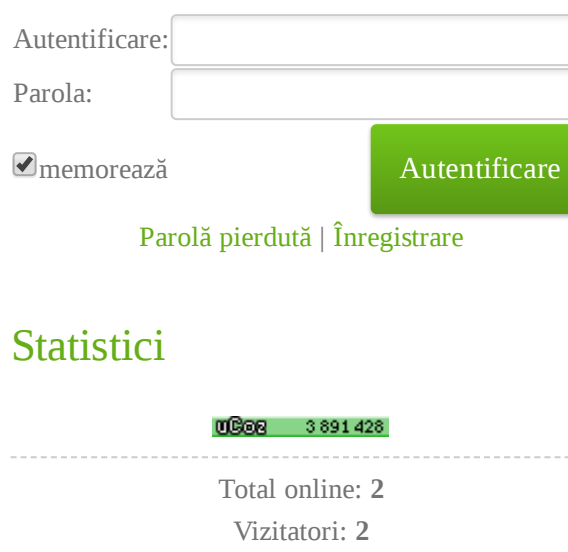 Autentificare:
Parola:
memorează Autentificare
Parolă pierdută | Înregistrare
Statistici
uCoz 3 891 428
Total online: 2
Vizitatori: 2